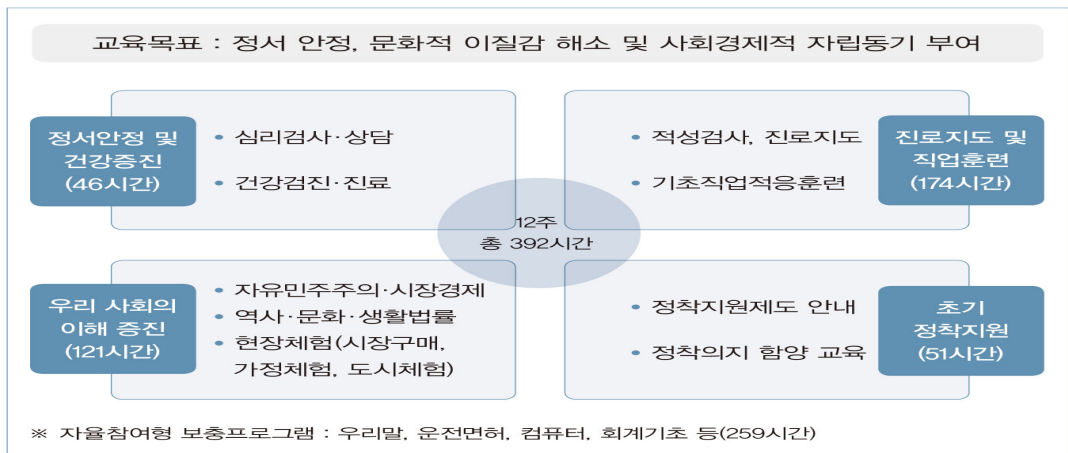 교육목표 : 정서 안정, 문화적 이질감 해소 및 사회경제적 자립동기 부여
정서안정 및
건강증진
(46시간)
• 심리검사·상담
• 건강검진·진료
• 적성검사, 진로지도
• 기초직업적응훈련
진로지도 및
직업훈련
(174시간)
12주
총 392시간
우리 사회의
이해 증진
(121시간)
• 자유민주주의·시장경제
• 역사·문화·생활법률
• 현장체험(시장구매,
가정체험, 도시체험)
• 정착지원제도 안내
• 정착의지 함양 교육
초기
정착지원
(51시간)
※ 자율참여형 보충프로그램 : 우리말, 운전면허, 컴퓨터, 회계기초 등(259시간)